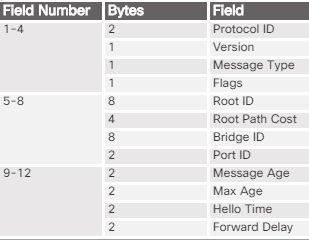 Field Number Bytes Field
1-4 2 Protocol ID
1 Version
1 Message Type
1 Flags
5-8 8 Root ID
4 Root Path Cost
8 Bridge ID
2 Port ID
9-12 2 Message Age
2 Max Age
2 Hello Time
2 Forward Delay